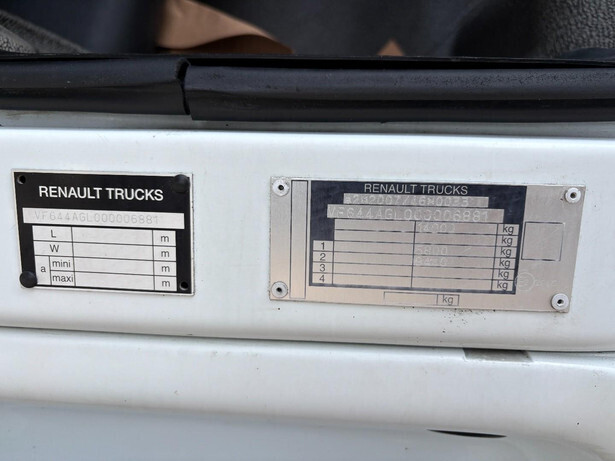 RENAULT TRUCKS
VF644AGL000006881
L m
W m
a mini m
maxi m
RENAULT TRUCKS
VF644AGL000006881
kg
kg
1 kg
2 kg
3 kg
4 kg
kg